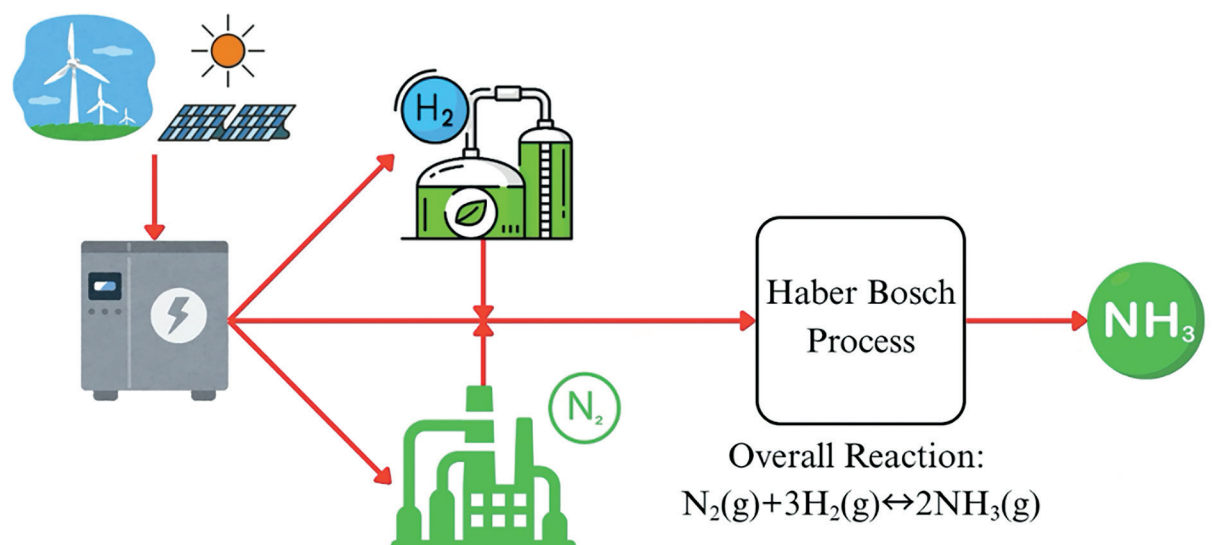 H₂
Haber Bosch
Process
NH₃
N₂
Overall Reaction:
N₂(g)+3H₂(g)↔2NH₃(g)